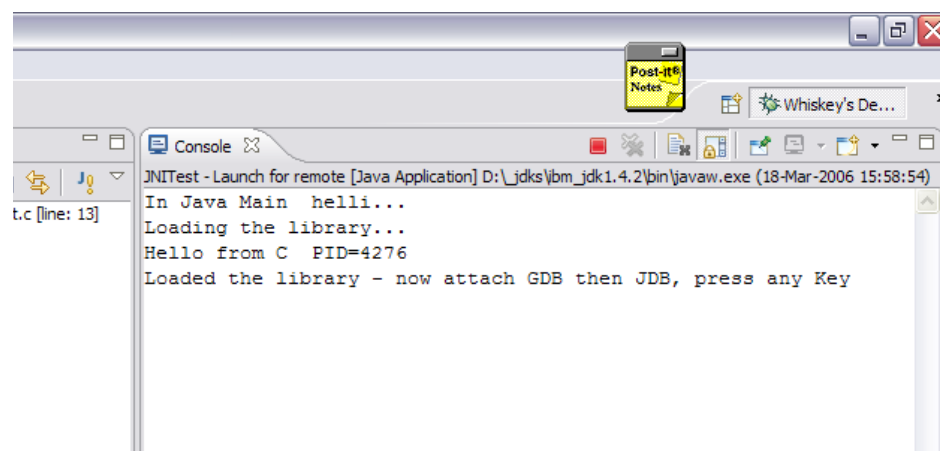 Post-it®
Notes
Whiskey's De...
Console
JNITest - Launch for remote [Java Application] D:\_jdks\ibm_jdk1.4.2\bin\javaw.exe (18-Mar-2006 15:58:54)
t.c [line: 13]
In Java Main  helli...
Loading the library...
Hello from C  PID=4276
Loaded the library - now attach GDB then JDB, press any Key